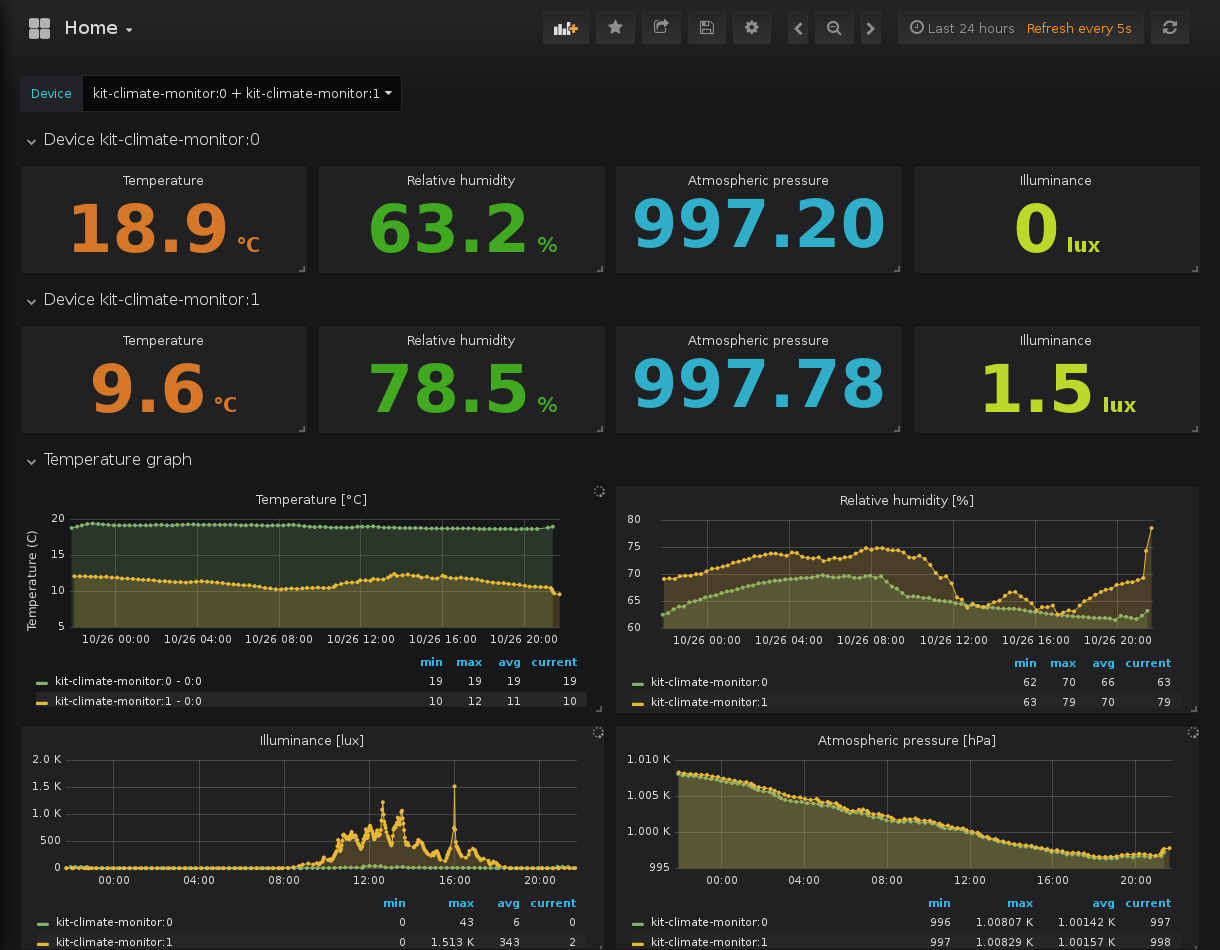 Home
Last 24 hours Refresh every 5s
Device kit-climate-monitor:0 + kit-climate-monitor:1
Device kit-climate-monitor:0
Temperature Relative humidity Atmospheric pressure Illuminance
18.9 °C 63.2 % 997.20 0 lux
Device kit-climate-monitor:1
Temperature Relative humidity Atmospheric pressure Illuminance
9.6 °C 78.5 % 997.78 1.5 lux
Temperature graph
Temperature [°C]
Temperature (C)
20
15
10
5
10/26 00:00 10/26 04:00 10/26 08:00 10/26 12:00 10/26 16:00 10/26 20:00
min max avg current
kit-climate-monitor:0 - 0:0 19 19 19 19
kit-climate-monitor:1 - 0:0 10 12 11 10
Relative humidity [%]
80
75
70
65
60
10/26 00:00 10/26 04:00 10/26 08:00 10/26 12:00 10/26 16:00 10/26 20:00
min max avg current
kit-climate-monitor:0 62 70 66 63
kit-climate-monitor:1 63 79 70 79
Illuminance [lux]
2.0 K
1.5 K
1.0 K
500
0
00:00 04:00 08:00 12:00 16:00 20:00
min max avg current
kit-climate-monitor:0 0 43 6 0
kit-climate-monitor:1 0 1.513 K 343 2
Atmospheric pressure [hPa]
1.010 K
1.005 K
1.000 K
995
00:00 04:00 08:00 12:00 16:00 20:00
min max avg current
kit-climate-monitor:0 996 1.00807 K 1.00142 K 997
kit-climate-monitor:1 997 1.00829 K 1.00157 K 998